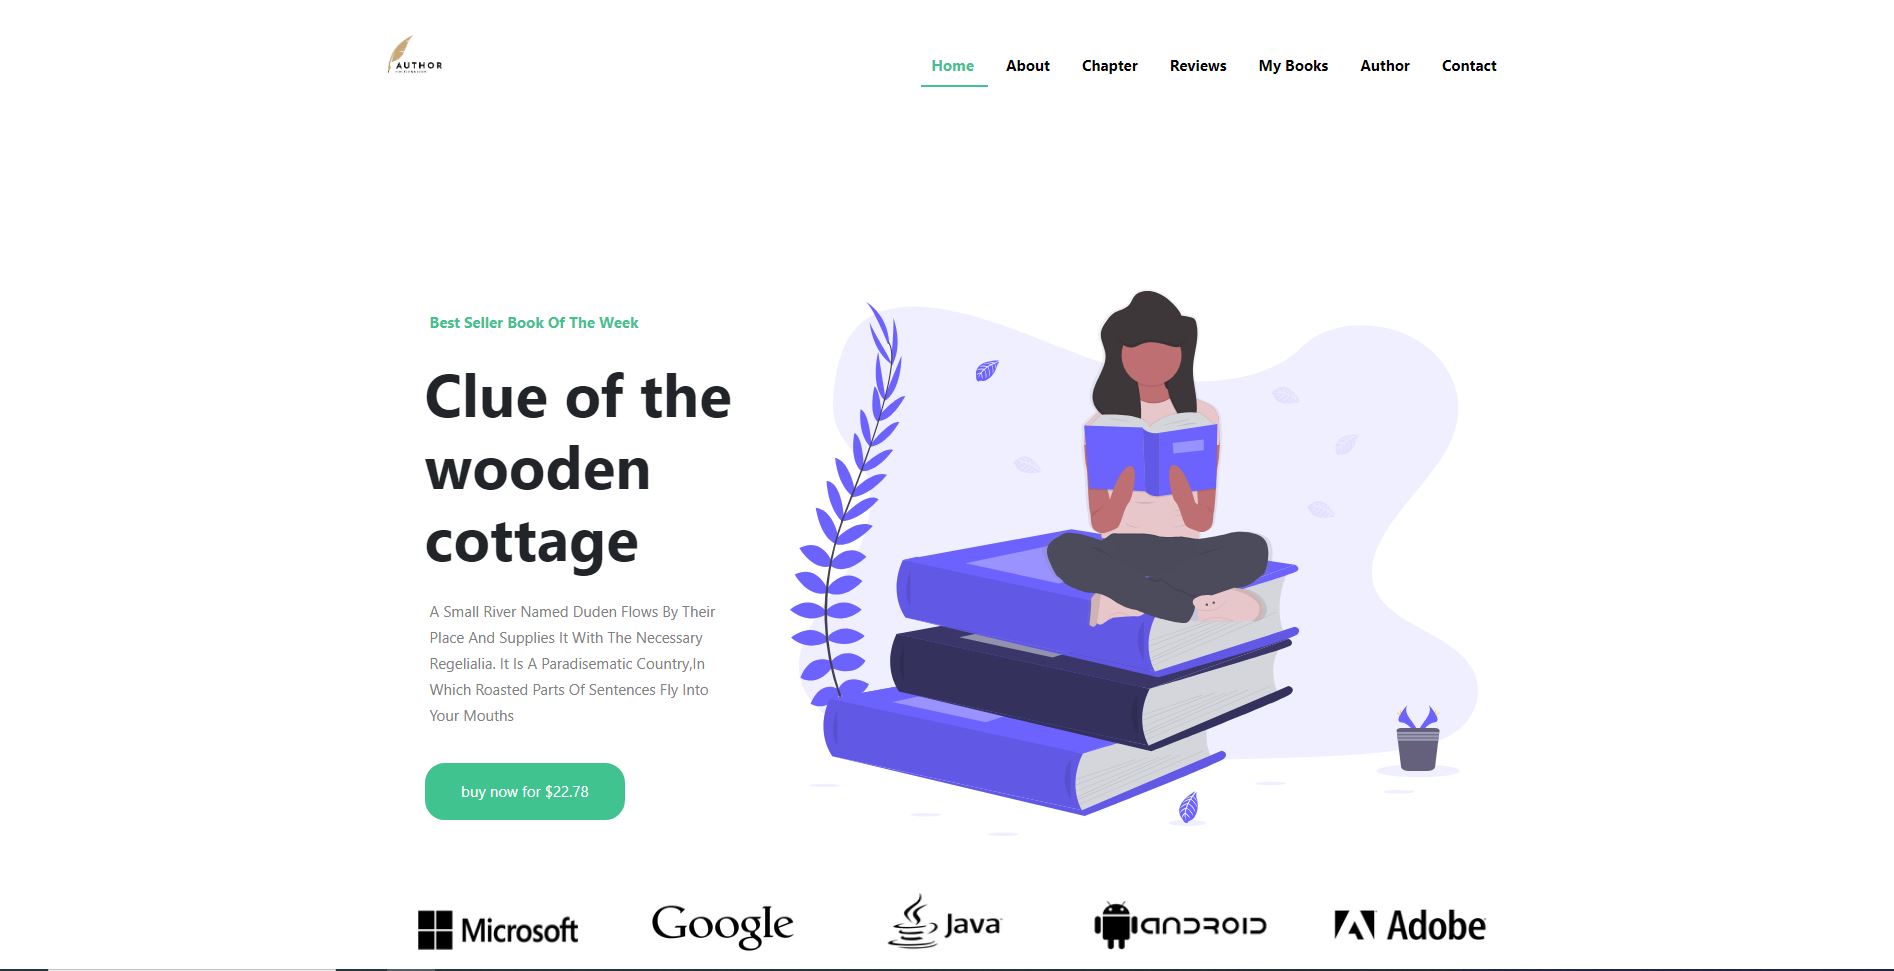 AUTHOR
Home About Chapter Reviews My Books Author Contact
Best Seller Book Of The Week
Clue of the
wooden
cottage
A Small River Named Duden Flows By Their
Place And Supplies It With The Necessary
Regelialia. It Is A Paradisematic Country,In
Which Roasted Parts Of Sentences Fly Into
Your Mouths
buy now for $22.78
Microsoft Google Java ANDROID Adobe